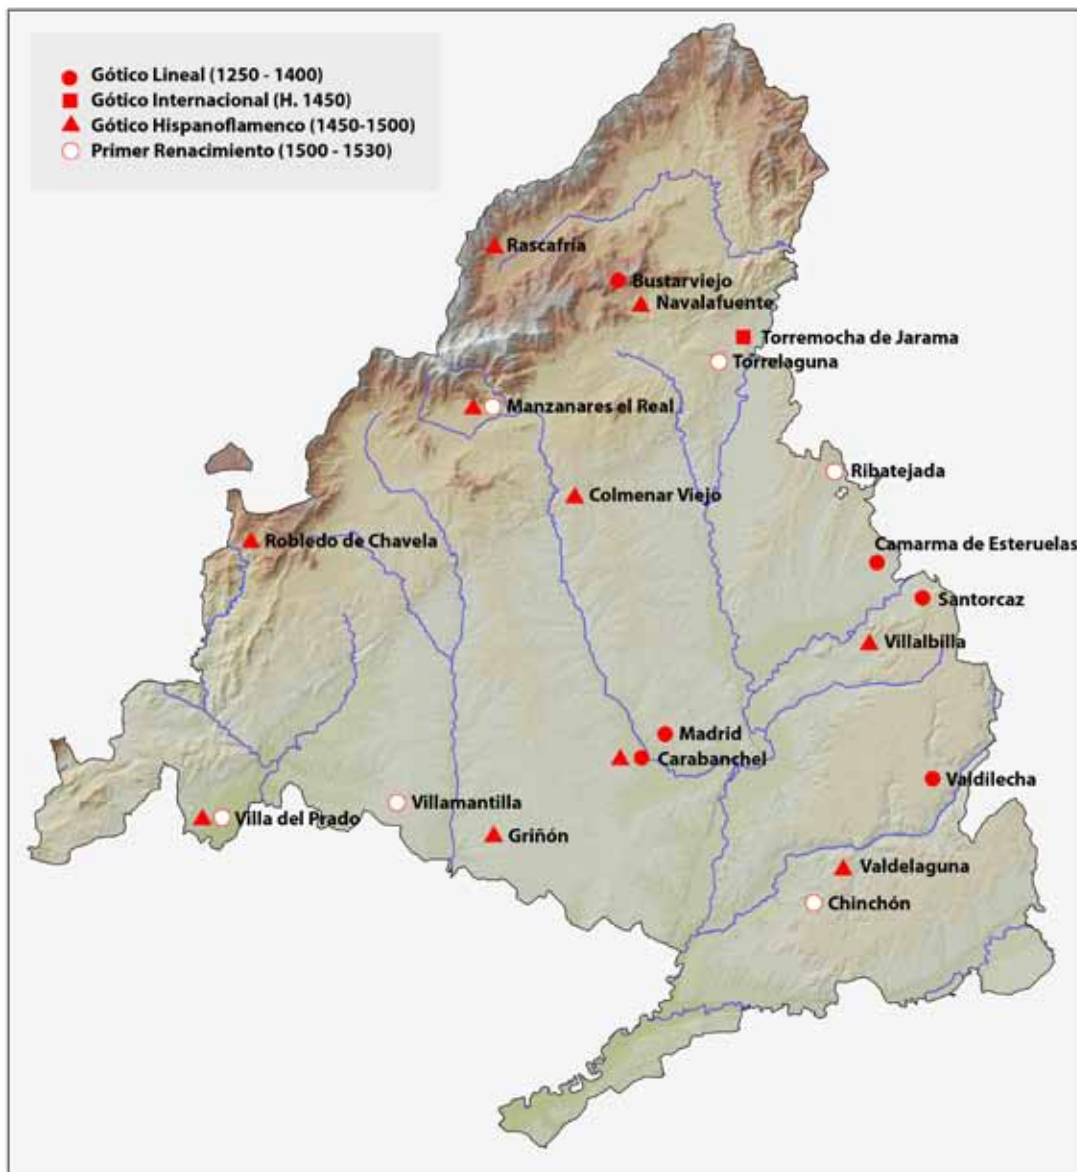 Gótico Lineal (1250 - 1400)
Gótico Internacional (H. 1450)
Gótico Hispanoflamenco (1450-1500)
Primer Renacimiento (1500 - 1530)
Rascafría
Bustarviejo
Navalafuente
Torremocha de Jarama
Torrelaguna
Manzanares el Real
Ribatejada
Colmenar Viejo
Robledo de Chavela
Camarma de Esteruelas
Santorcaz
Villalbilla
Madrid
Carabanchel
Valdilecha
Villamantilla
Villa del Prado
Griñón
Valdelaguna
Chinchón